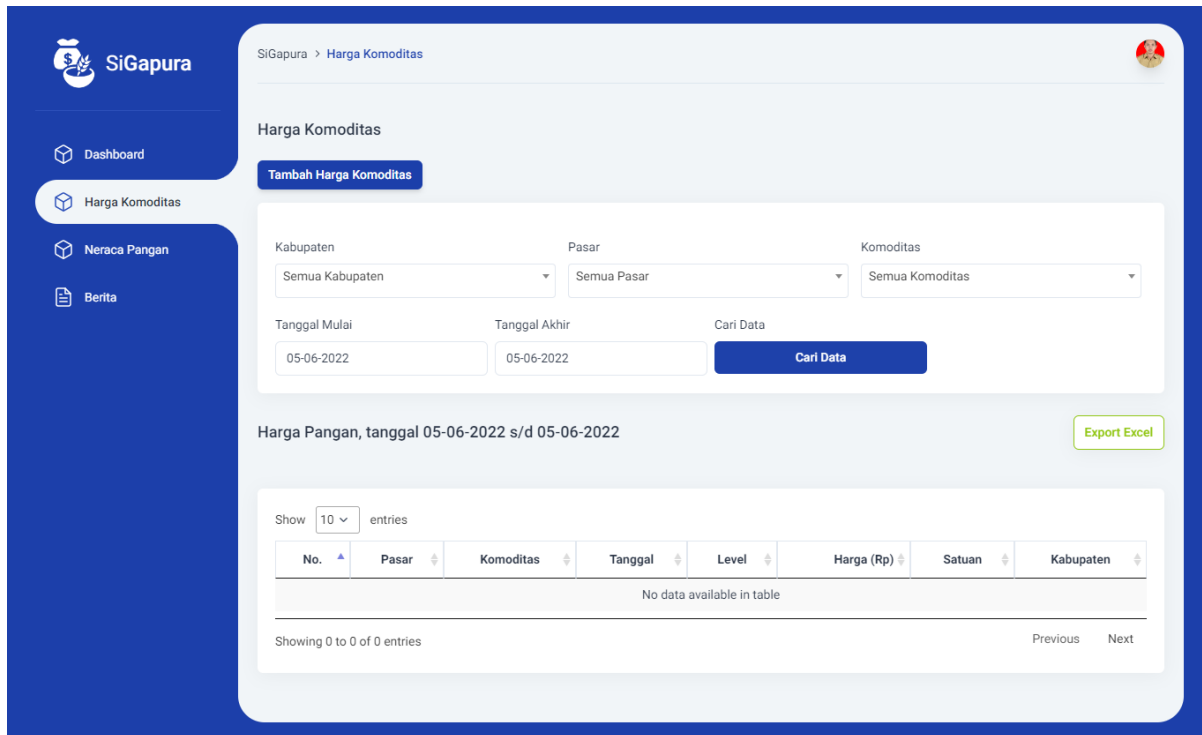 SiGapura
SiGapura > Harga Komoditas
Dashboard
Harga Komoditas
Neraca Pangan
Berita
Harga Komoditas
Tambah Harga Komoditas
Kabupaten Pasar Komoditas
Semua Kabupaten Semua Pasar Semua Komoditas
Tanggal Mulai Tanggal Akhir Cari Data
05-06-2022 05-06-2022 Cari Data
Harga Pangan, tanggal 05-06-2022 s/d 05-06-2022 Export Excel
Show 10 entries
No. Pasar Komoditas Tanggal Level Harga (Rp) Satuan Kabupaten
No data available in table
Showing 0 to 0 of 0 entries Previous Next